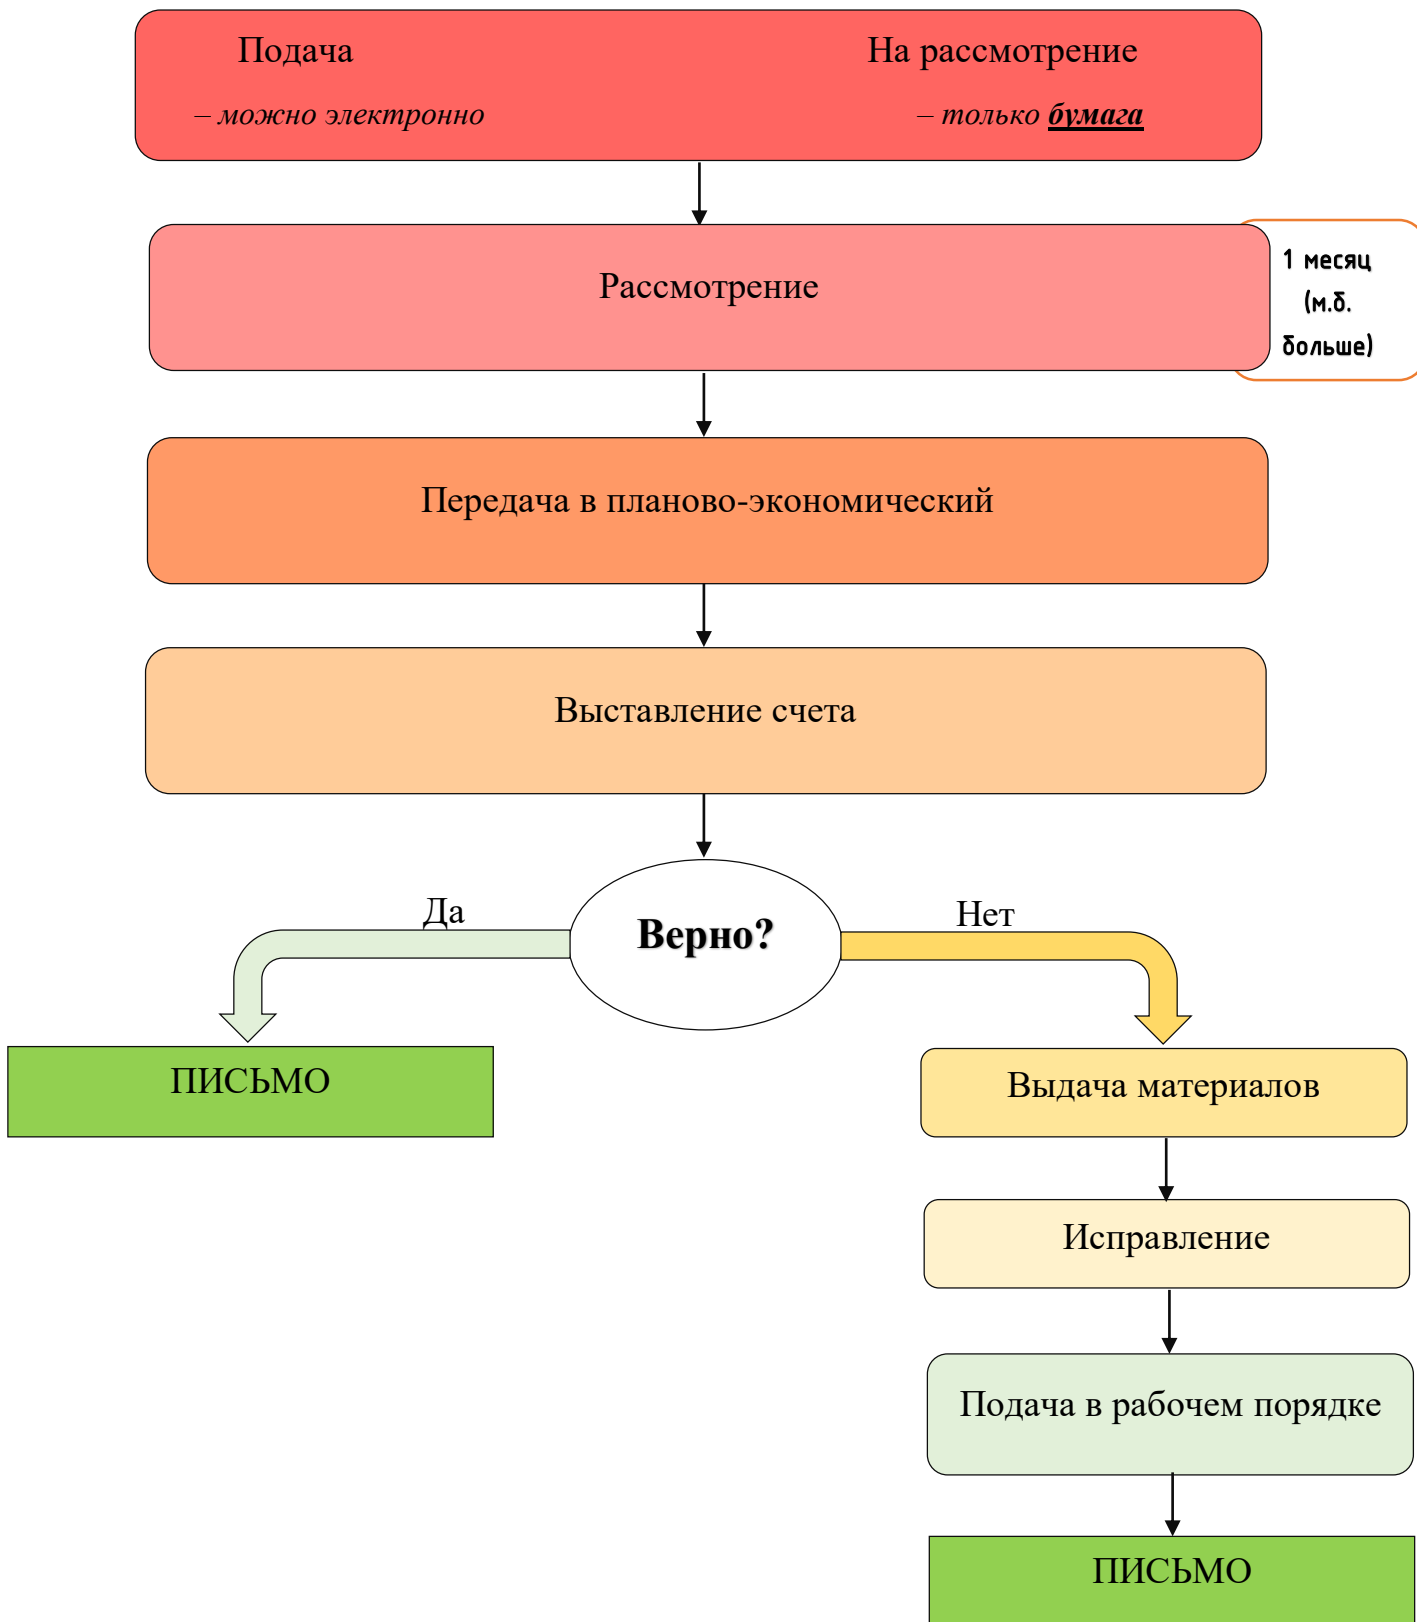 Подача На рассмотрение
– можно электронно – только бумага
Рассмотрение
1 месяц
(м.б.
больше)
Передача в планово-экономический
Выставление счета
Да
Верно?
Нет
ПИСЬМО
Выдача материалов
Исправление
Подача в рабочем порядке
ПИСЬМО